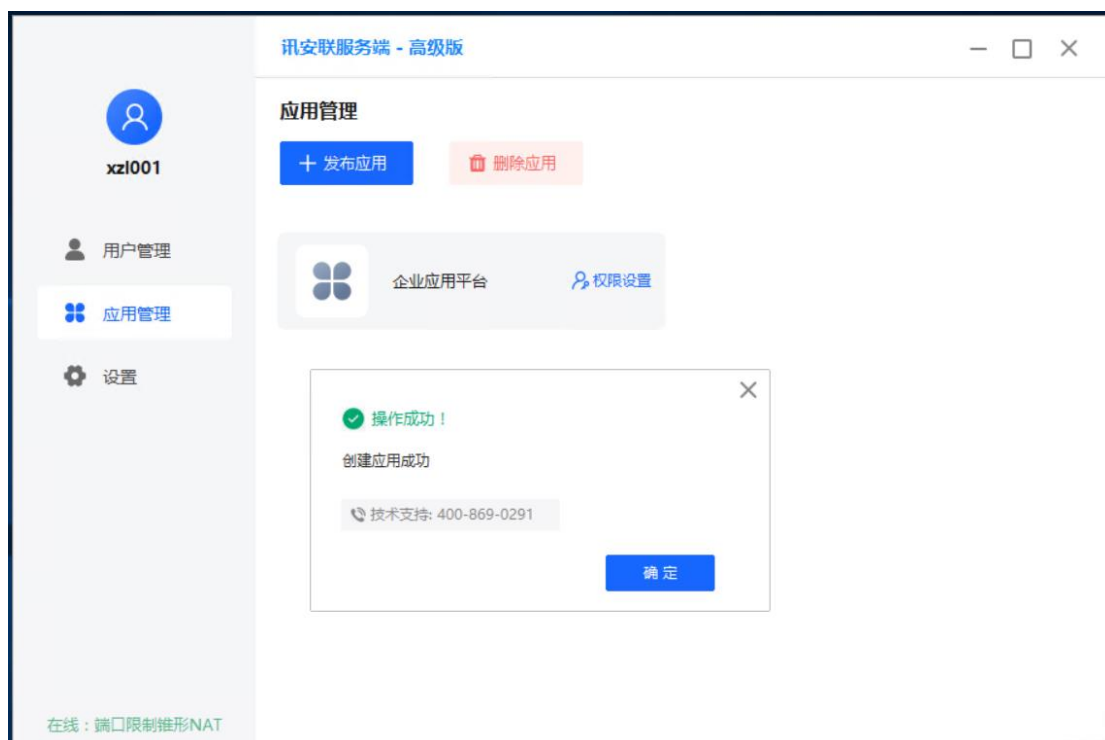 讯安联服务端 - 高级版
xzl001
用户管理
应用管理
设置
在线：端口限制锥形NAT
应用管理
发布应用
删除应用
企业应用平台
权限设置
操作成功！
创建应用成功
技术支持: 400-869-0291
确 定